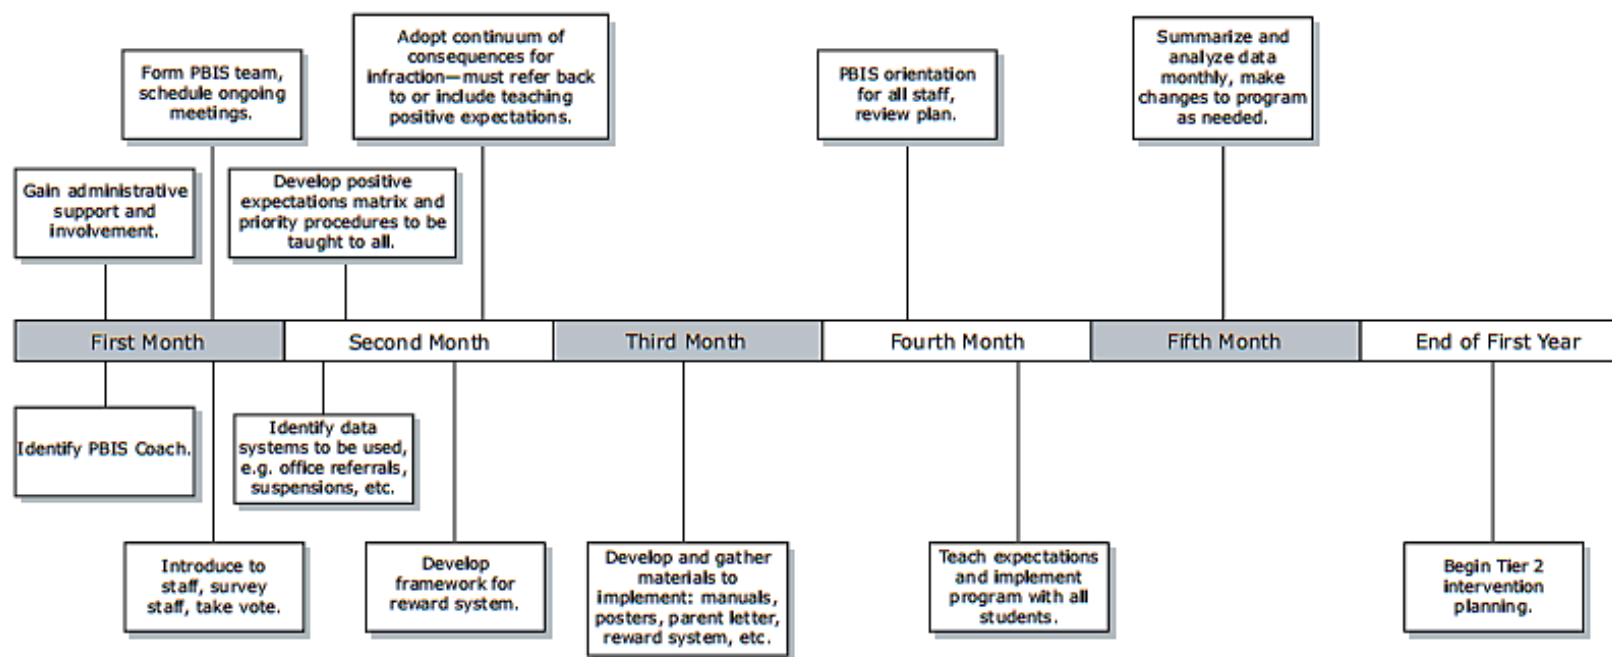 Form PBIS team,
schedule ongoing
meetings.
Adopt continuum of
consequences for
infraction—must refer back
to or include teaching
positive expectations.
PBIS orientation
for all staff,
review plan.
Summarize and
analyze data
monthly, make
changes to program
as needed.
Gain administrative
support and
involvement.
Develop positive
expectations matrix and
priority procedures to be
taught to all.
First Month
Second Month
Third Month
Fourth Month
Fifth Month
End of First Year
Identify PBIS Coach.
Identify data
systems to be used,
e.g. office referrals,
suspensions, etc.
Introduce to
staff, survey
staff, take vote.
Develop
framework for
reward system.
Develop and gather
materials to
implement: manuals,
posters, parent letter,
reward system, etc.
Teach expectations
and implement
program with all
students.
Begin Tier 2
intervention
planning.